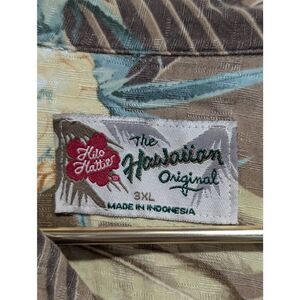 Hilo
Hattie
The
Hawaiian
Original
3XL
MADE IN INDONESIA